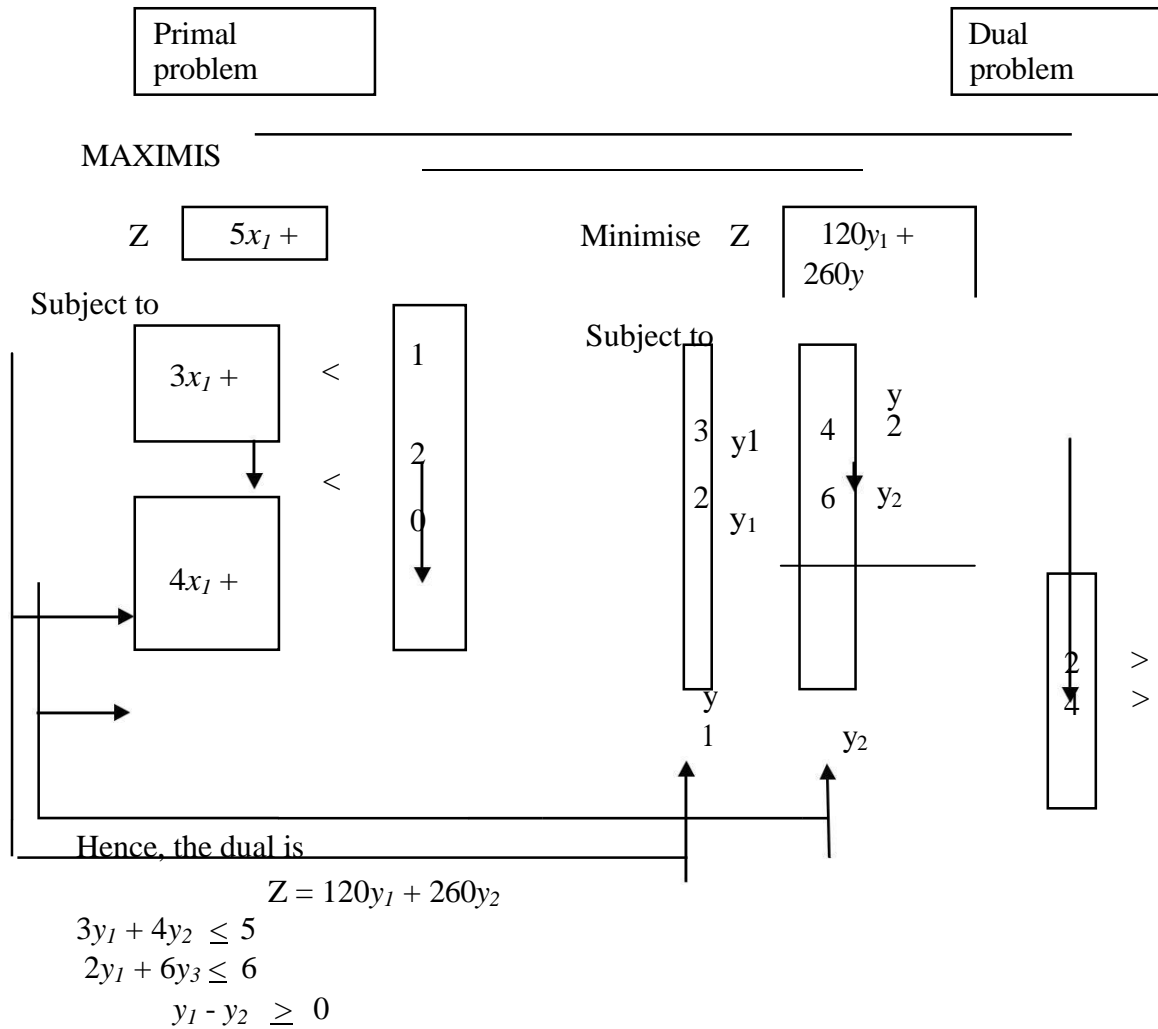 Primal
problem
Dual
problem
MAXIMIS
Z 5x₁ +
Minimise Z 120y₁ +
260y
Subject to
3x₁ + <
<
4x₁ +
1
2
0
Subject to
3 y1 4 y
2
2 y₁ 6 y₂
y
1
y₂
2 >
4 >
Hence, the dual is
Z = 120y₁ + 260y₂
3y₁ + 4y₂ ≤ 5
2y₁ + 6y₃ ≤ 6
y₁ - y₂ ≥ 0